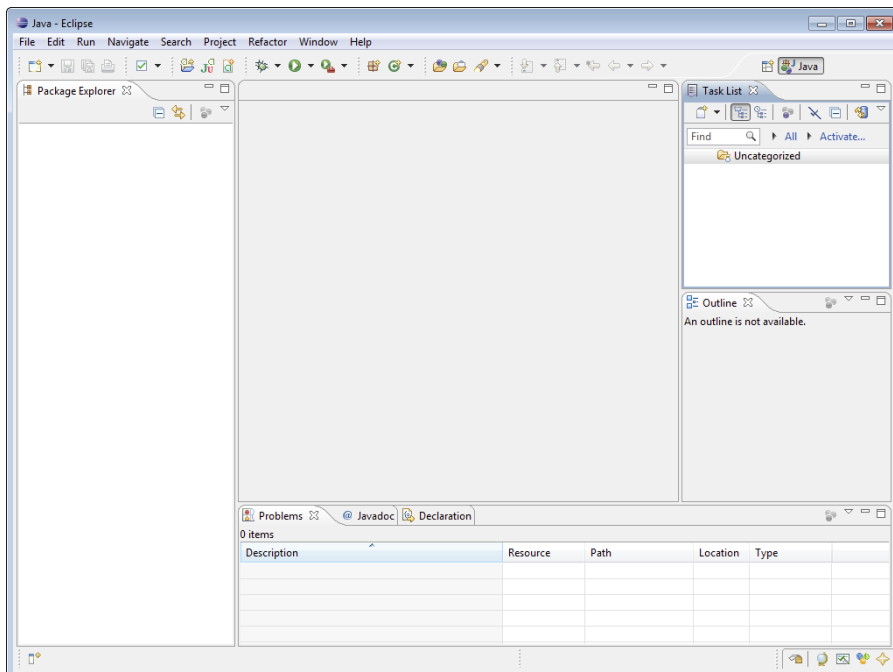 Java - Eclipse
File Edit Run Navigate Search Project Refactor Window Help
Java
Package Explorer
Task List
Find All Activate...
Uncategorized
Outline
An outline is not available.
Problems @ Javadoc Declaration
0 items
Description Resource Path Location Type